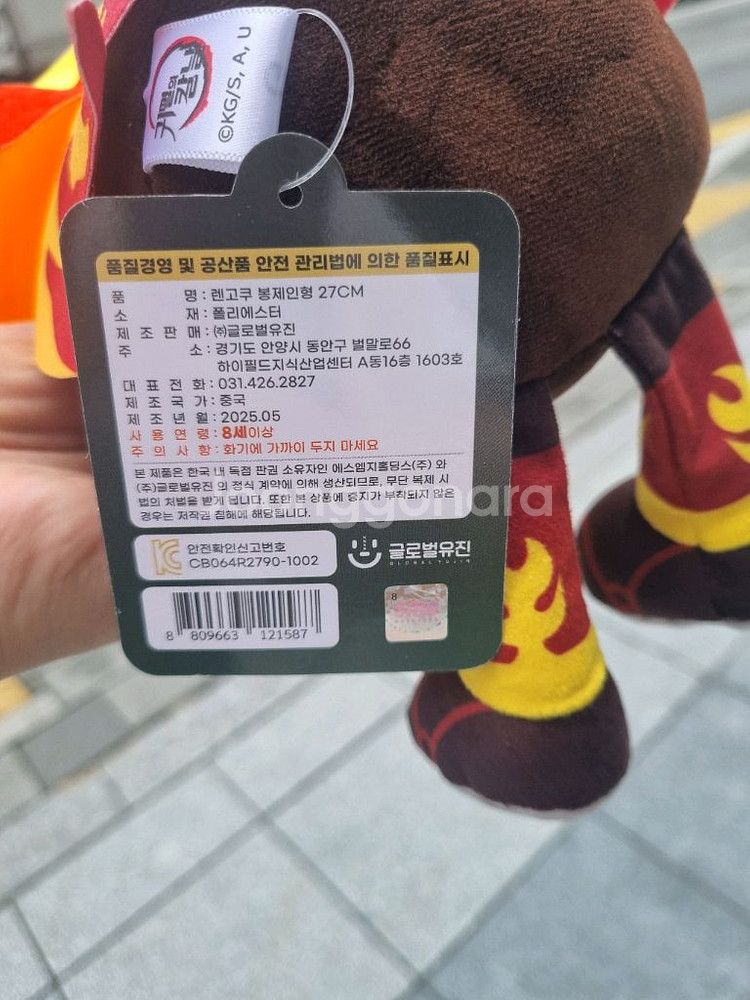 귀멸의
칼날
©KG/S, A, U
품질경영 및 공산품 안전 관리법에 의한 품질표시
품 명 : 렌고쿠 봉제인형 27CM
소 재 : 폴리에스터
제 조 판 매 : ㈜글로벌유진
주 소 : 경기도 안양시 동안구 벌말로66
하이필드지식산업센터 A동16층 1603호
대 표 전 화 : 031.426.2827
제 조 국 가 : 중국
제 조 년 월 : 2025.05
사 용 연 령 : 8세이상
주 의 사 항 : 화기에 가까이 두지 마세요
본 제품은 한국 내 독점 판권 소유자인 에스엠지홀딩스(주) 와
(주)글로벌유진의 정식 계약에 의해 생산되므로, 무단 복제 시
법의 처벌을 받게 됩니다. 또한 본 상품에 증지가 부착되지 않은
경우는 저작권 침해에 해당됩니다.
안전확인신고번호
CB064R2790-1002
글로벌유진
GLOBAL YUJIN
8 809663 121587
8